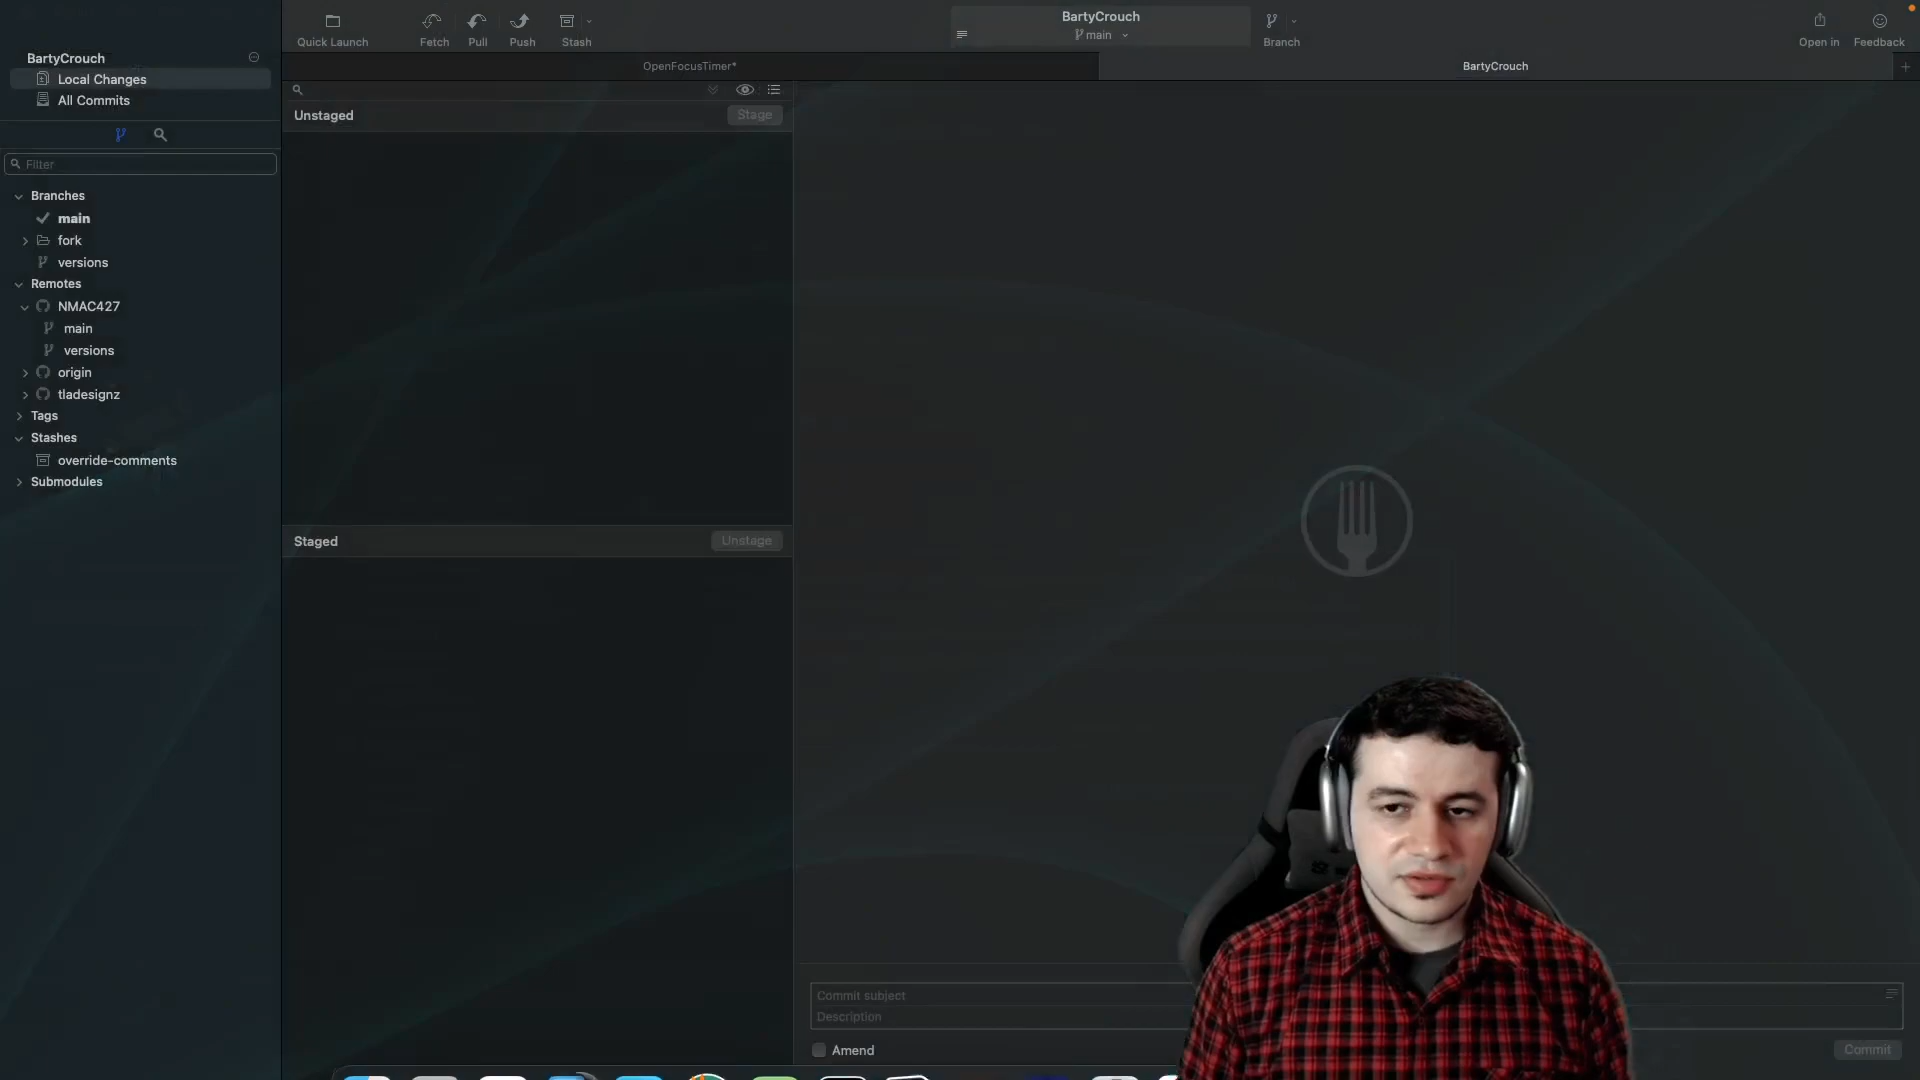 Quick Launch
Fetch
Pull
Push
Stash
BartyCrouch
main
Branch
Open in
Feedback
OpenFocusTimer*
BartyCrouch
BartyCrouch
Local Changes
All Commits
Filter
Branches
main
fork
versions
Remotes
NMAC427
main
versions
origin
tladesignz
Tags
Stashes
override-comments
Submodules
Unstaged
Stage
Staged
Unstage
Commit subject
Description
Amend
Commit